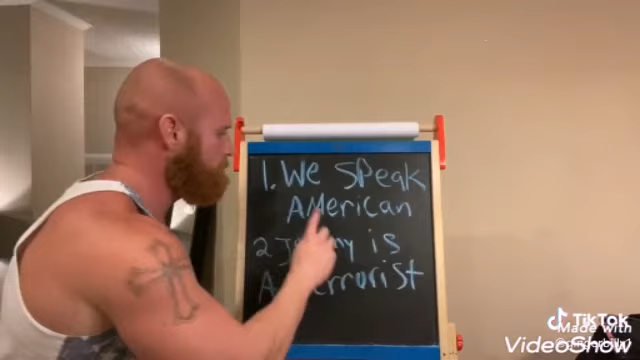 1. We SPeak
AMerican
2 is
A Terrorist
TikTok
Made with
VideoShow